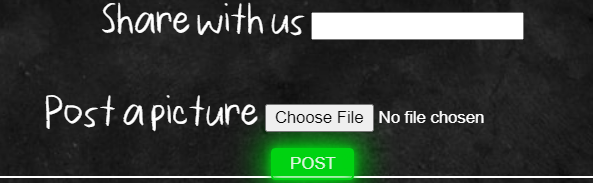 Share with us
Post a picture Choose File No file chosen
POST